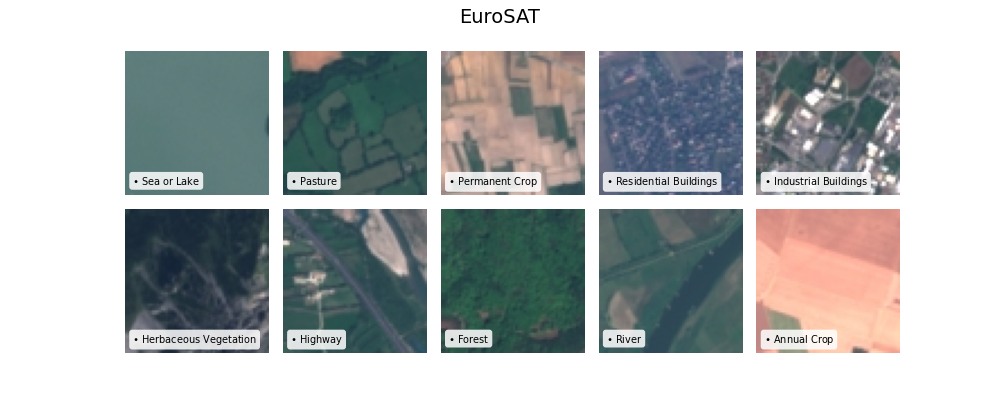 EuroSAT
• Sea or Lake
• Pasture
• Permanent Crop
• Residential Buildings
• Industrial Buildings
• Herbaceous Vegetation
• Highway
• Forest
• River
• Annual Crop